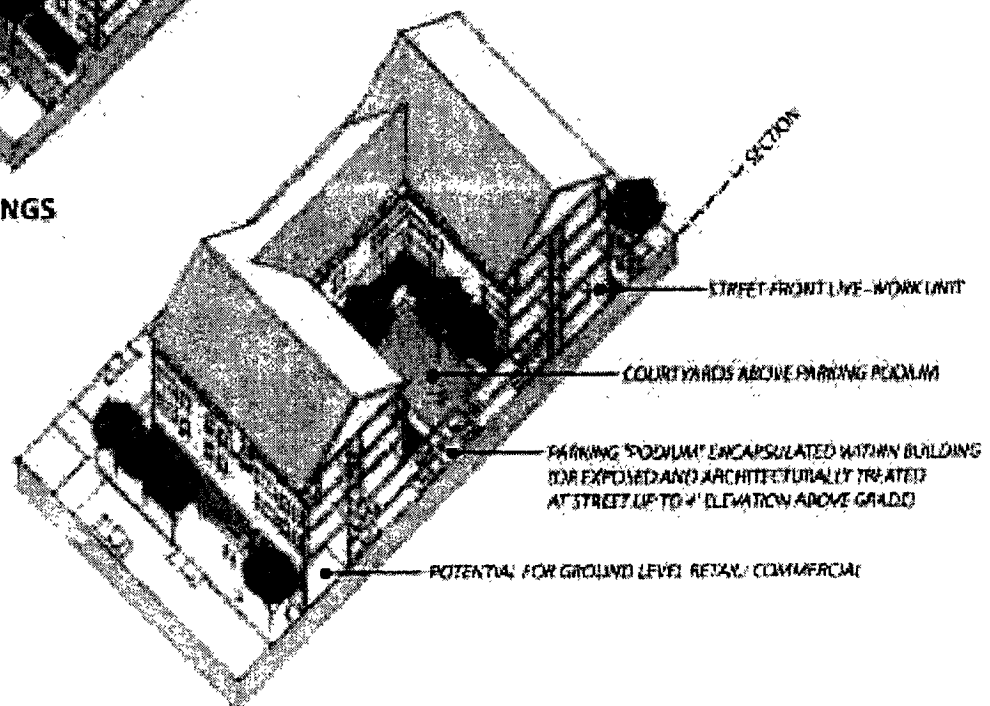 NGS
SECTION
STREET FRONT LIVE-WORK UNIT
COURTYARDS ABOVE PARKING PODIUM
PARKING "PODIUM" ENCAPSULATED WITHIN BUILDING
(OR EXPOSED AND ARCHITECTURALLY TREATED
AT STREET UP TO 4' ELEVATION ABOVE GRADE)
POTENTIAL FOR GROUND LEVEL RETAIL / COMMERCIAL